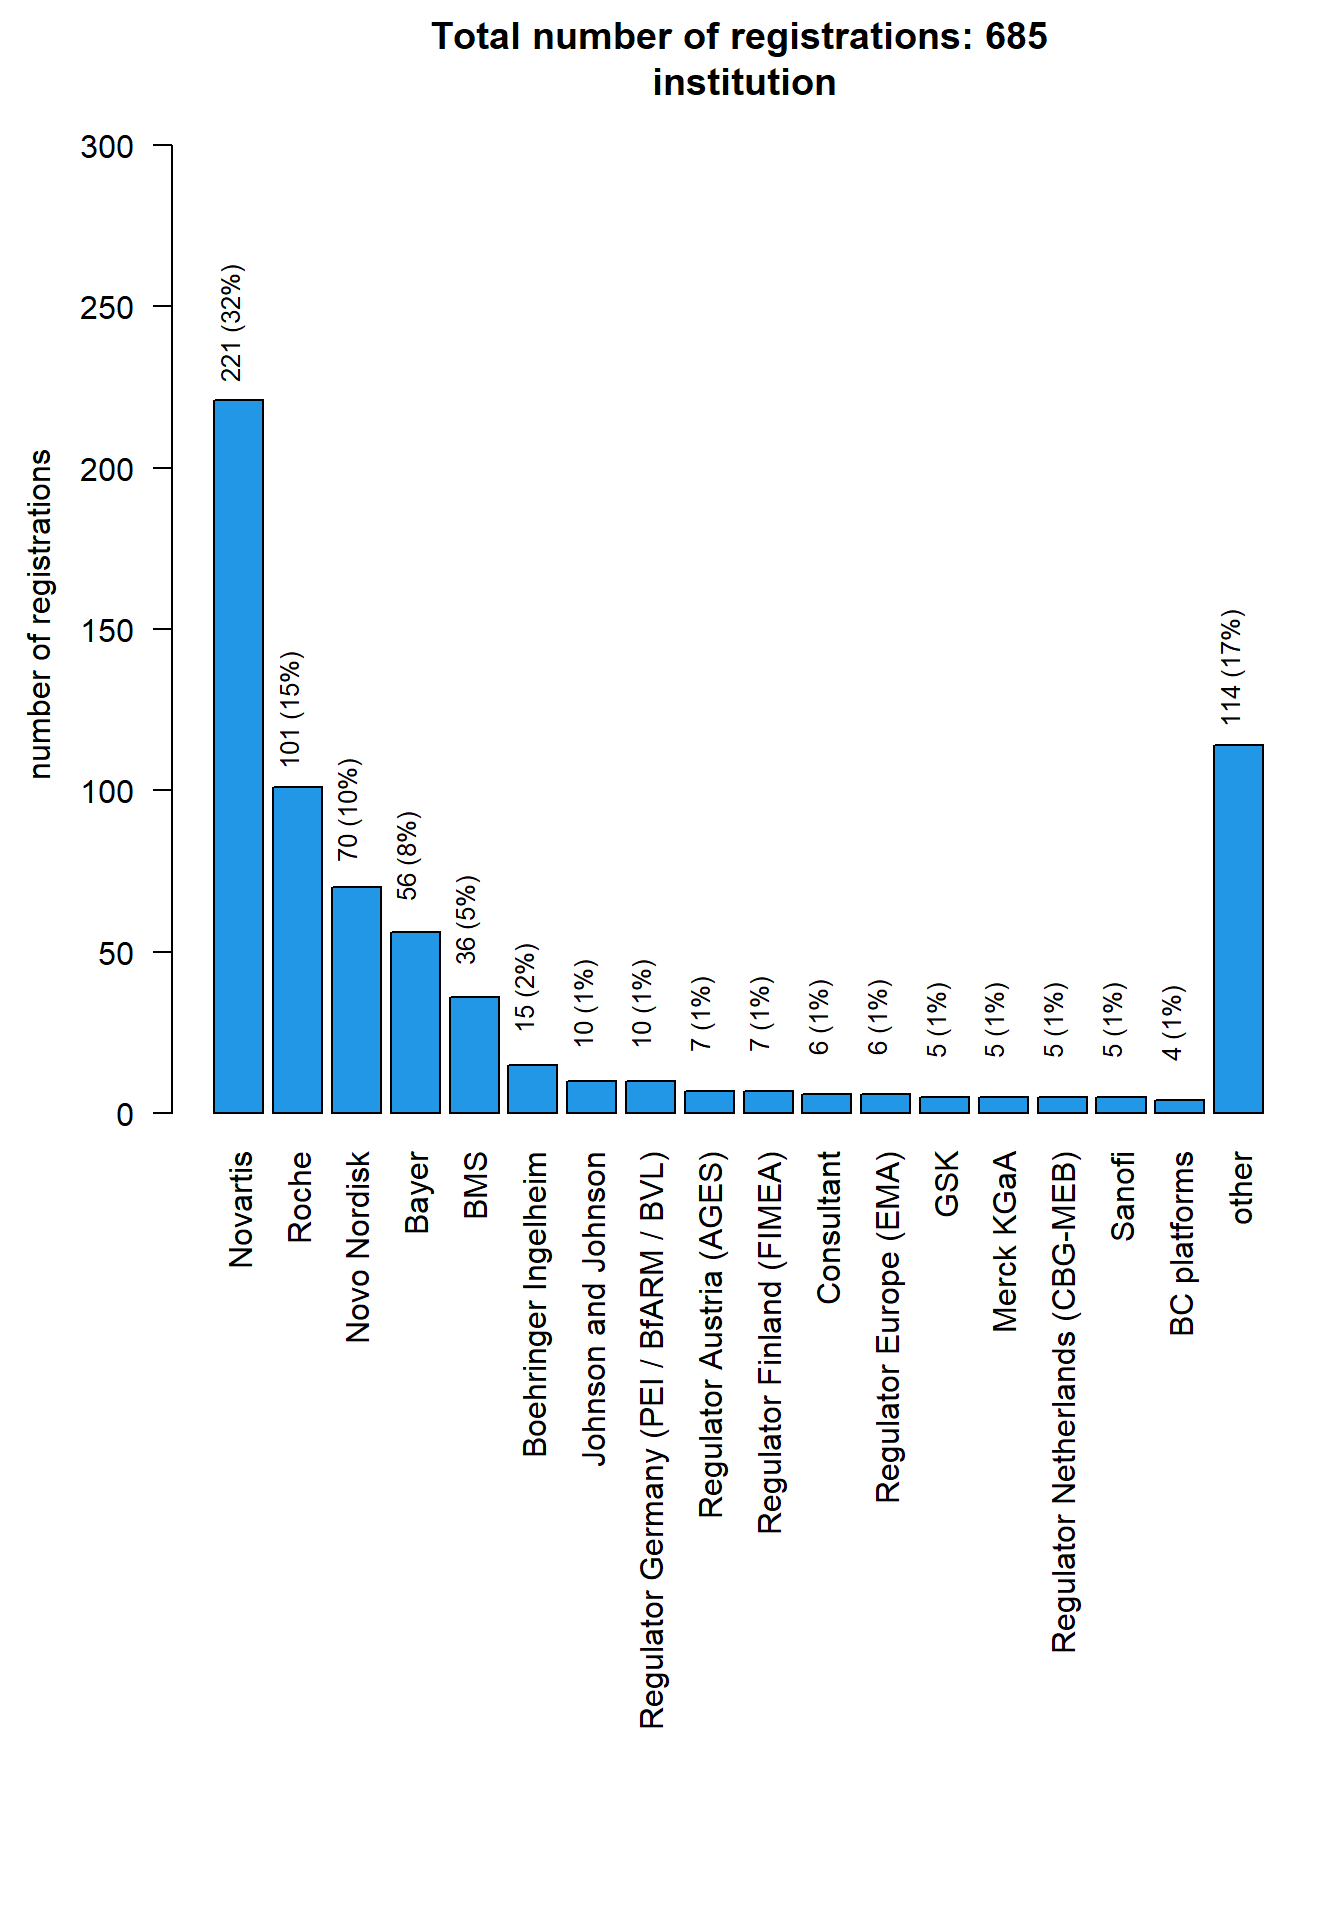 Total number of registrations: 685
institution
number of registrations
300
250
200
150
100
50
0
221 (32%)
101 (15%)
70 (10%)
56 (8%)
36 (5%)
15 (2%)
10 (1%)
10 (1%)
7 (1%)
7 (1%)
6 (1%)
6 (1%)
5 (1%)
5 (1%)
5 (1%)
5 (1%)
4 (1%)
114 (17%)
Novartis
Roche
Novo Nordisk
Bayer
BMS
Boehringer Ingelheim
Johnson and Johnson
Regulator Germany (PEI / BfARM / BVL)
Regulator Austria (AGES)
Regulator Finland (FIMEA)
Consultant
Regulator Europe (EMA)
GSK
Merck KGaA
Regulator Netherlands (CBG-MEB)
Sanofi
BC platforms
other